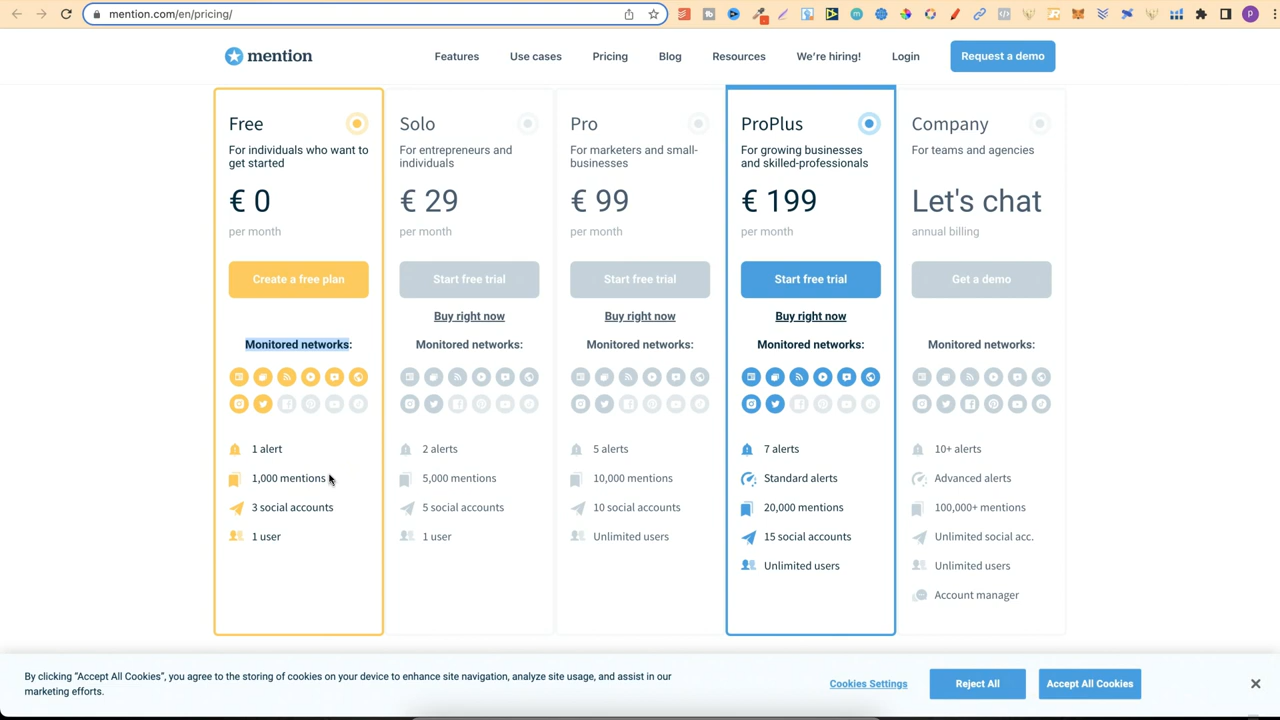 mention.com/en/pricing/
P
mention
Features
Use cases
Pricing
Blog
Resources
We're hiring!
Login
Request a demo
Free
For individuals who want to
get started
€ 0
per month
Create a free plan
Monitored networks:
1 alert
1,000 mentions
3 social accounts
1 user
Solo
For entrepreneurs and
individuals
€ 29
per month
Start free trial
Buy right now
Monitored networks:
2 alerts
5,000 mentions
5 social accounts
1 user
Pro
For marketers and small-
businesses
€ 99
per month
Start free trial
Buy right now
Monitored networks:
5 alerts
10,000 mentions
10 social accounts
Unlimited users
ProPlus
For growing businesses
and skilled-professionals
€ 199
per month
Start free trial
Buy right now
Monitored networks:
7 alerts
Standard alerts
20,000 mentions
15 social accounts
Unlimited users
Company
For teams and agencies
Let's chat
annual billing
Get a demo
Monitored networks:
10+ alerts
Advanced alerts
100,000+ mentions
Unlimited social acc.
Unlimited users
Account manager
By clicking “Accept All Cookies”, you agree to the storing of cookies on your device to enhance site navigation, analyze site usage, and assist in our
marketing efforts.
Cookies Settings
Reject All
Accept All Cookies